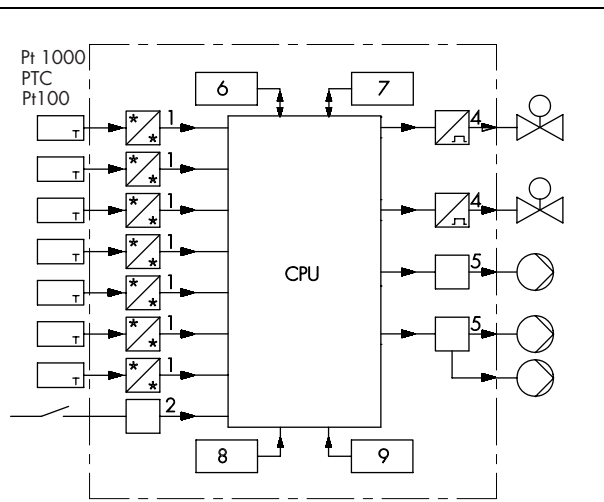 Pt 1000
PTC
Pt100
6 7
T * * 1 4
T * * 1
T * * 1 4
T * * 1
CPU 5
T * * 1
T * * 1 5
T * * 1
2
8 9